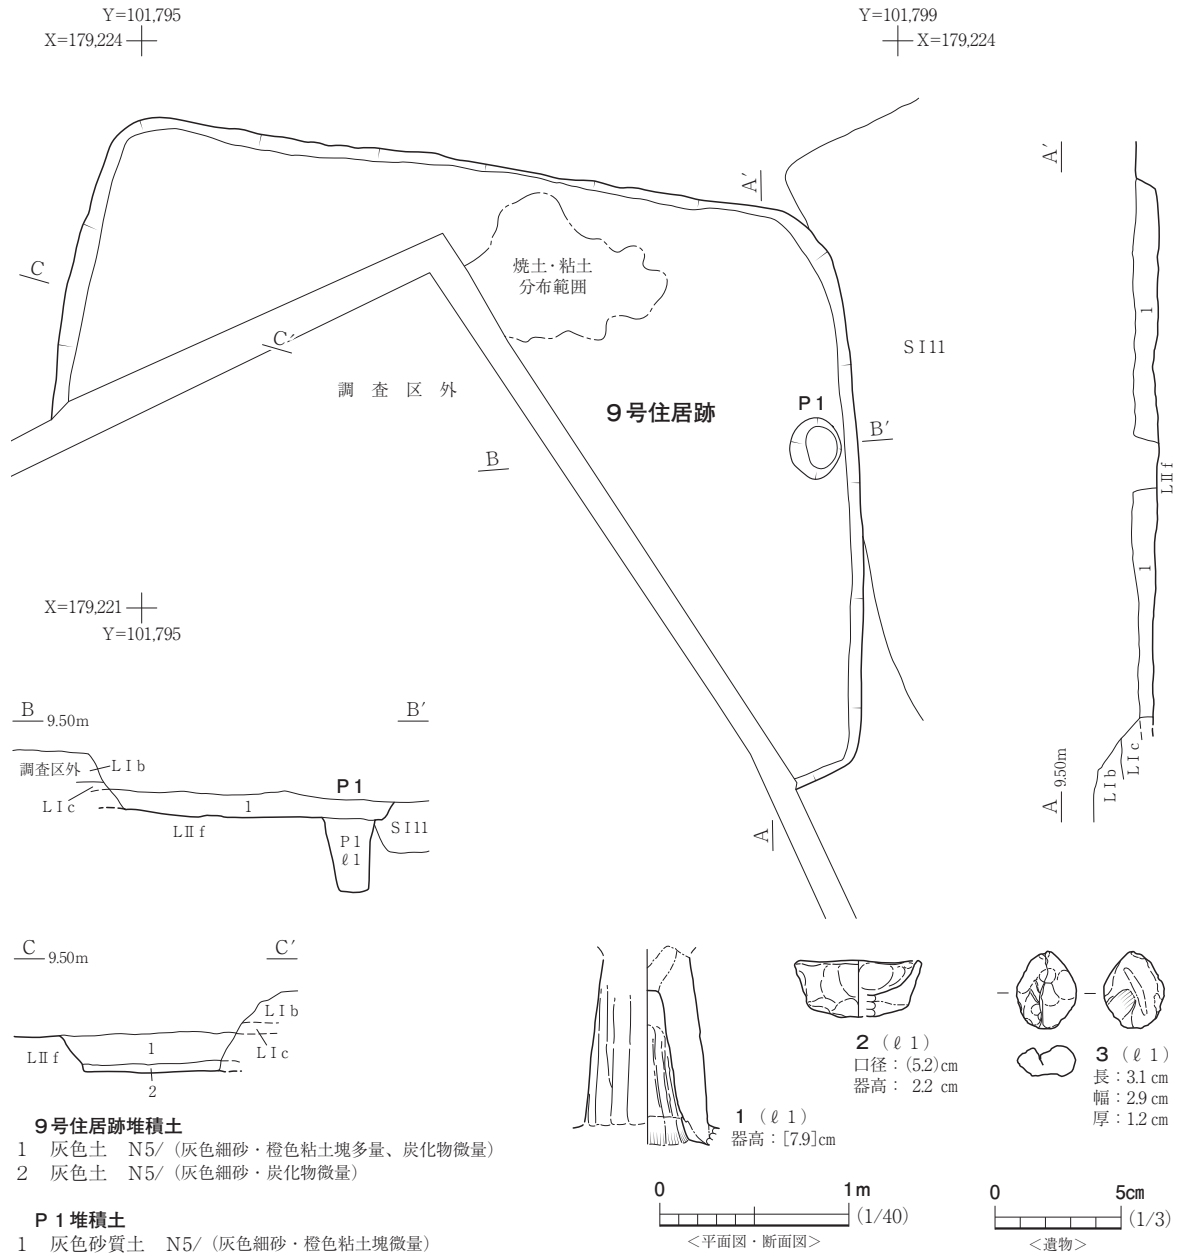 Y=101,795
X=179,224
Y=101,799
X=179,224
A′
A′
C
焼土・粘土
分布範囲
1
C′
SⅠ11
調査区外
9号住居跡
P1
B′
B
LⅡf
1
X=179,221
Y=101,795
B 9.50m B′
調査区外
LⅠb
P1
LⅠc
1
LⅡf
P1
ℓ1
SⅠ11
A
A 9.50m
LⅠb
LⅠc
C 9.50m C′
LⅠb
LⅡf
1
LⅠc
2
9号住居跡堆積土
1 灰色土 N5/(灰色細砂・橙色粘土塊多量、炭化物微量)
2 灰色土 N5/(灰色細砂・炭化物微量)
P1堆積土
1 灰色砂質土 N5/(灰色細砂・橙色粘土塊微量)
1(ℓ1)
器高:[7.9]cm
2(ℓ1)
口径:(5.2)cm
器高: 2.2 cm
3(ℓ1)
長:3.1 cm
幅:2.9 cm
厚:1.2 cm
0 1m
(1/40)
<平面図・断面図>
0 5cm
(1/3)
<遺物>